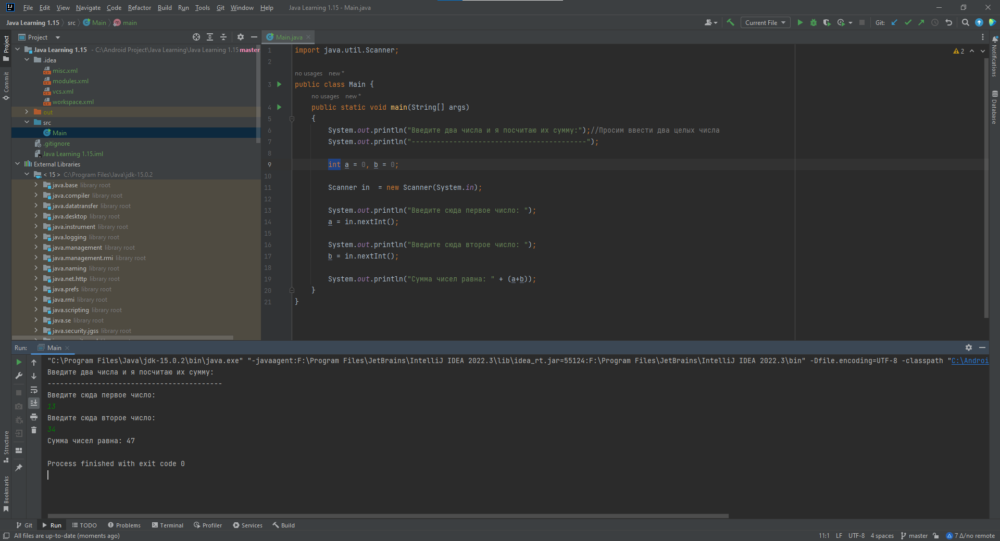 File Edit View Navigate Code Refactor Build Run Tools Git Window Help Java Learning 1.15 - Main.java
Java Learning 1.15 src Main main Current File Git:
Project
Java Learning 1.15 - C:\Android Project\Java Learning\Java Learning 1.15 master
.idea
misc.xml
modules.xml
vcs.xml
workspace.xml
out
src
Main
.gitignore
Java Learning 1.15.iml
External Libraries
< 15 > C:\Program Files\Java\jdk-15.0.2
java.base library root
java.compiler library root
java.datatransfer library root
java.desktop library root
java.instrument library root
java.logging library root
java.management library root
java.management.rmi library root
java.naming library root
java.net.http library root
java.prefs library root
java.rmi library root
java.scripting library root
java.se library root
java.security.jgss library root
Main.java
2
1 import java.util.Scanner;
2
no usages new *
3 public class Main {
no usages new *
4 public static void main(String[] args)
5 {
6 System.out.println("Введите два числа и я посчитаю их сумму:");//Просим ввести два целых числа
7 System.out.println("------------------------------------------");
8
9 int a = 0, b = 0;
10
11 Scanner in  = new Scanner(System.in);
12
13 System.out.println("Введите сюда первое число: ");
14 a = in.nextInt();
15
16 System.out.println("Введите сюда второе число: ");
17 b = in.nextInt();
18
19 System.out.println("Сумма чисел равна: " + (a+b));
20 }
21 }
Project
Commit
Structure
Bookmarks
Notifications
Database
Run: Main
"C:\Program Files\Java\jdk-15.0.2\bin\java.exe" "-javaagent:F:\Program Files\JetBrains\IntelliJ IDEA 2022.3\lib\idea_rt.jar=55124:F:\Program Files\JetBrains\IntelliJ IDEA 2022.3\bin" -Dfile.encoding=UTF-8 -classpath "C:\Androi
Введите два числа и я посчитаю их сумму:
------------------------------------------
Введите сюда первое число:
13
Введите сюда второе число:
34
Сумма чисел равна: 47
Process finished with exit code 0
Git Run TODO Problems Terminal Profiler Services Build
All files are up-to-date (moments ago) 11:1 LF UTF-8 4 spaces master 7 Δ/no remote